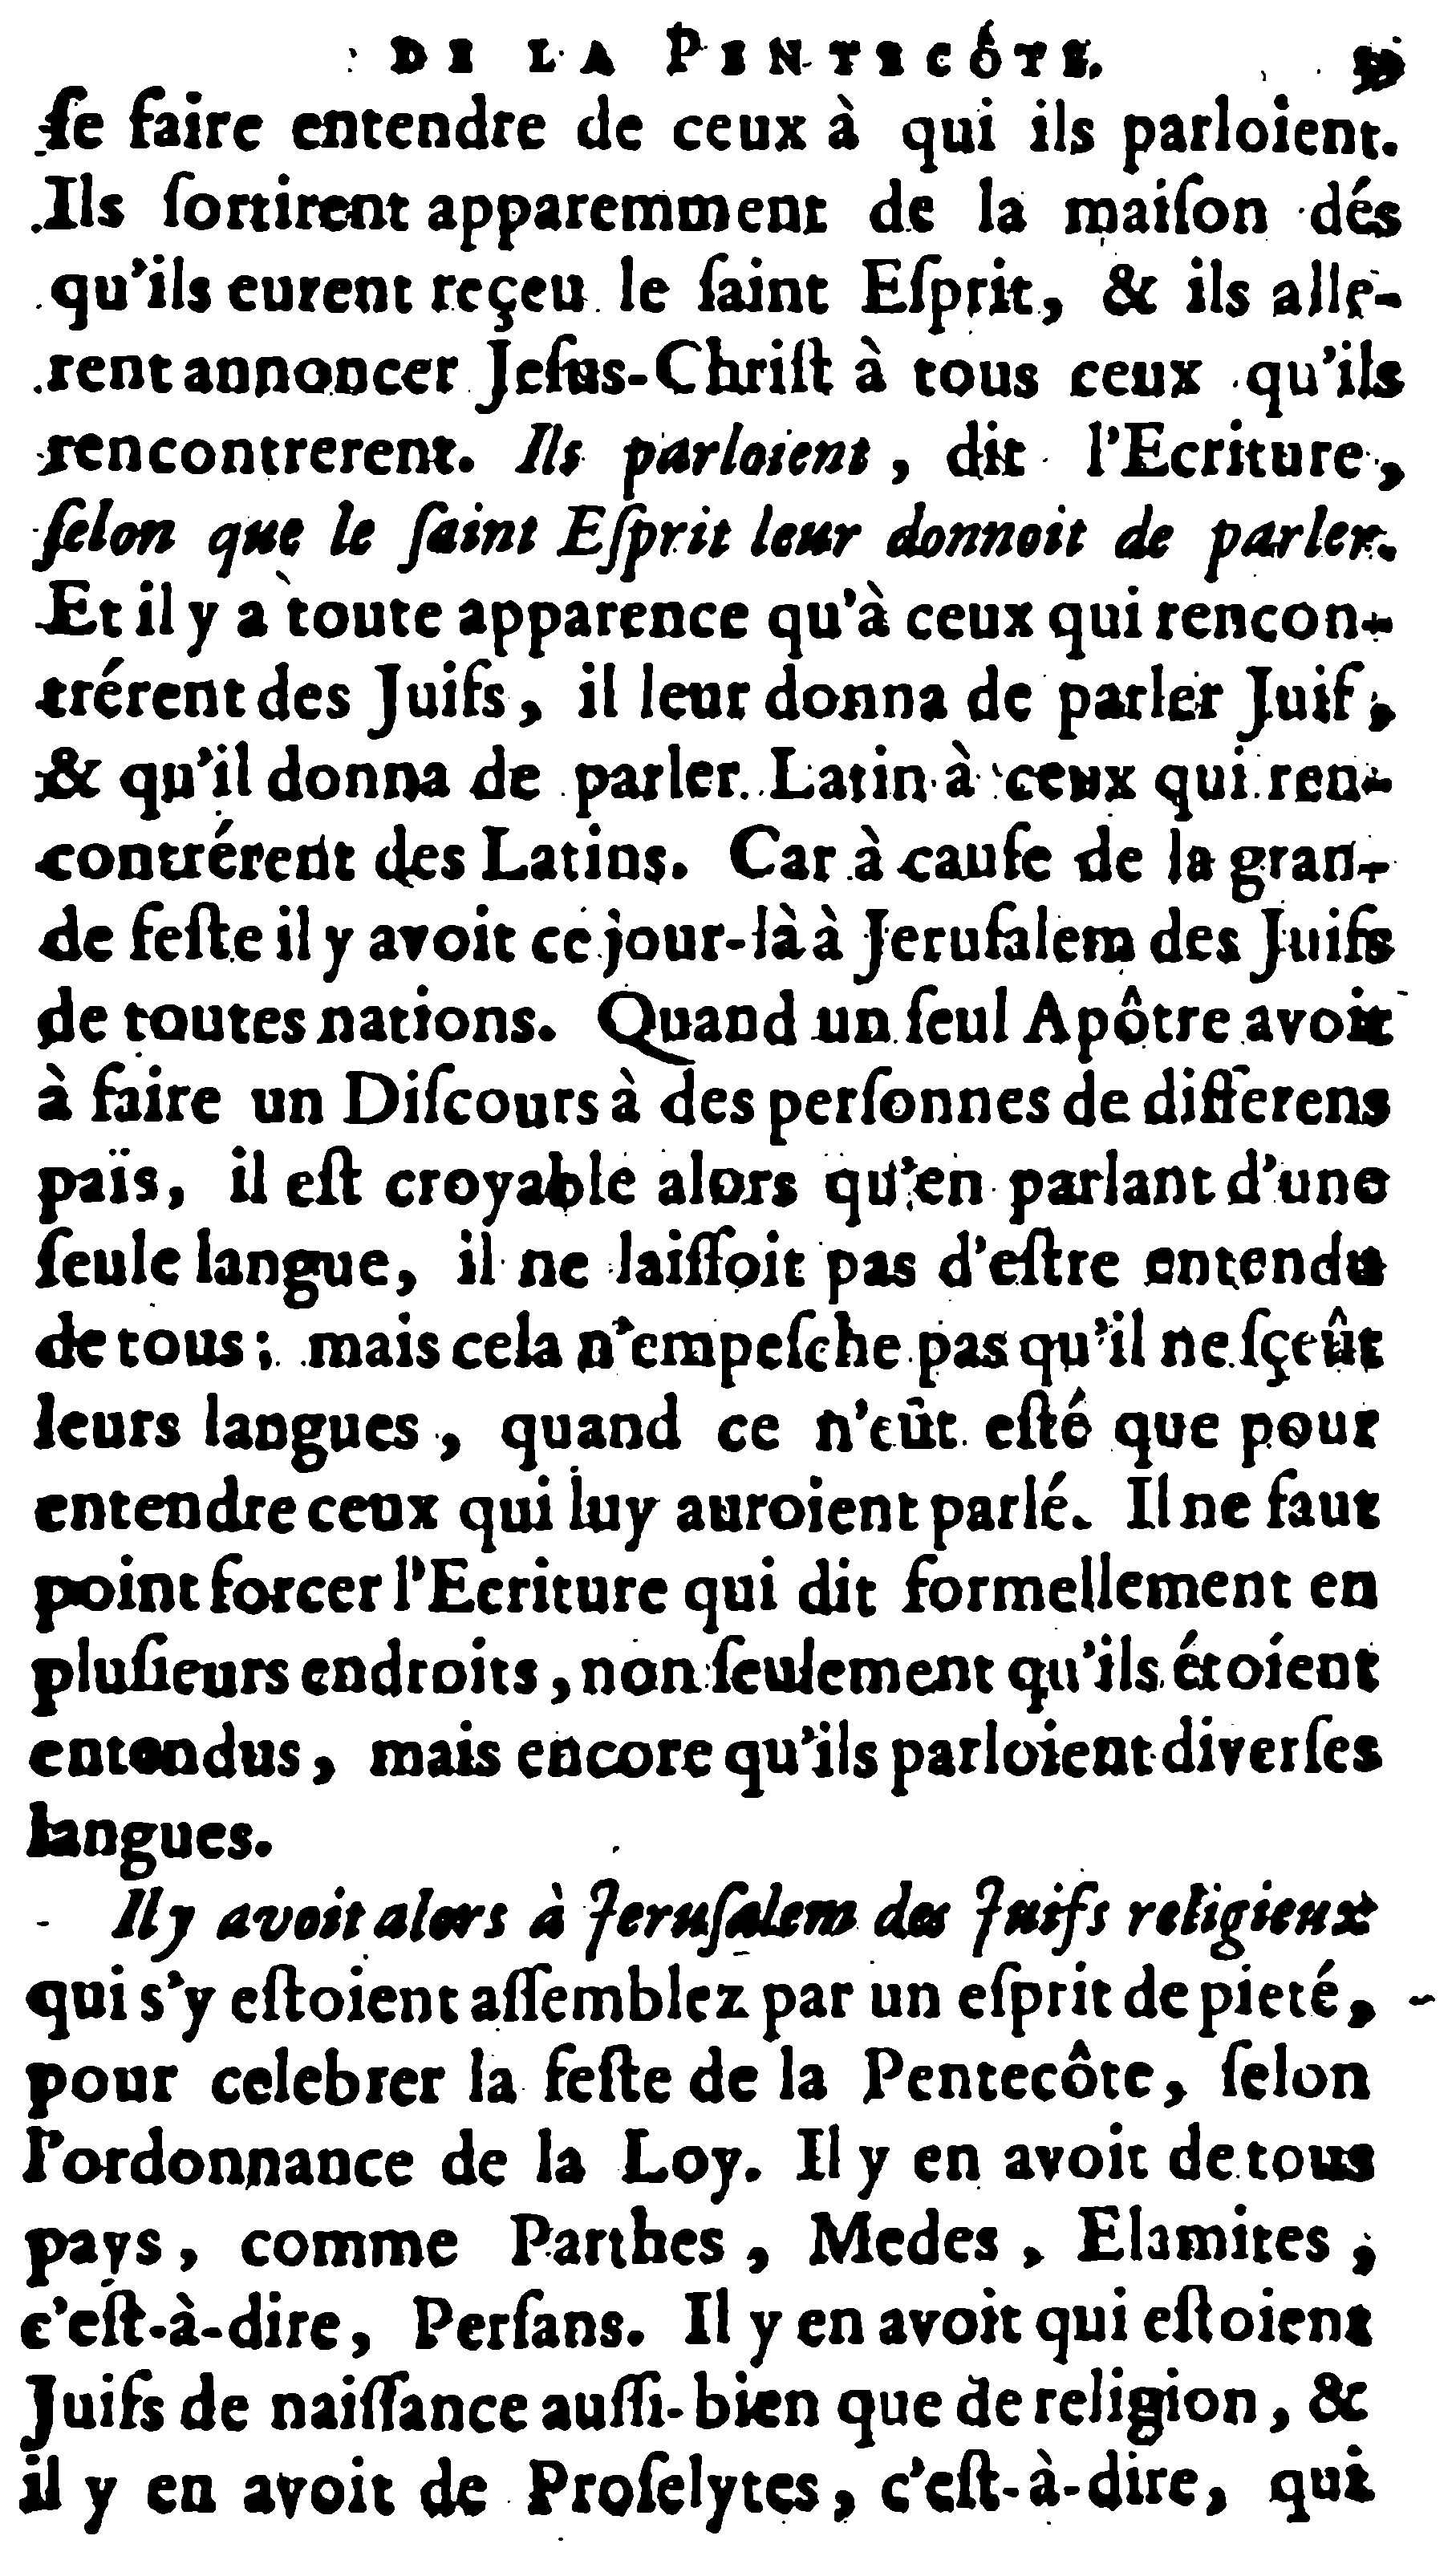 DE LA PENTECÔTE.
ſe faire entendre de ceux à qui ils parloient.
Ils ſortirent apparemment de la maiſon dés
qu'ils eurent reçeu le ſaint Eſprit, & ils alle-
rent annoncer Jeſus-Chriſt à tous ceux qu'ils
rencontrerent. Ils parloient, dit l'Ecriture,
ſelon que le ſaint Eſprit leur donnoit de parler.
Et il y a toute apparence qu'à ceux qui rencon-
trérent des Juifs, il leur donna de parler Juif,
& qu'il donna de parler Latin à ceux qui ren-
contrérent des Latins. Car à cauſe de la gran-
de feſte il y avoit ce jour-là à Jeruſalem des Juifs
de toutes nations. Quand un ſeul Apôtre avoit
à faire un Diſcours à des perſonnes de differens
païs, il eſt croyable alors qu'en parlant d'une
ſeule langue, il ne laiſſoit pas d'eſtre entendu
de tous; mais cela n'empeſche pas qu'il ne ſçeût
leurs langues, quand ce n'eût eſté que pour
entendre ceux qui luy auroient parlé. Il ne faut
point forcer l'Ecriture qui dit formellement en
pluſieurs endroits, non ſeulement qu'ils étoient
entendus, mais encore qu'ils parloient diverſes
langues.
Il y avoit alors à Jeruſalem des Juifs religieux
qui s'y eſtoient aſſemblez par un eſprit de pieté,
pour celebrer la feſte de la Pentecôte, ſelon
l'ordonnance de la Loy. Il y en avoit de tous
pays, comme Parthes, Medes, Elamites,
c'eſt-à-dire, Perſans. Il y en avoit qui eſtoient
Juifs de naiſſance auſſi-bien que de religion, &
il y en avoit de Proſelytes, c'eſt-à-dire, qui